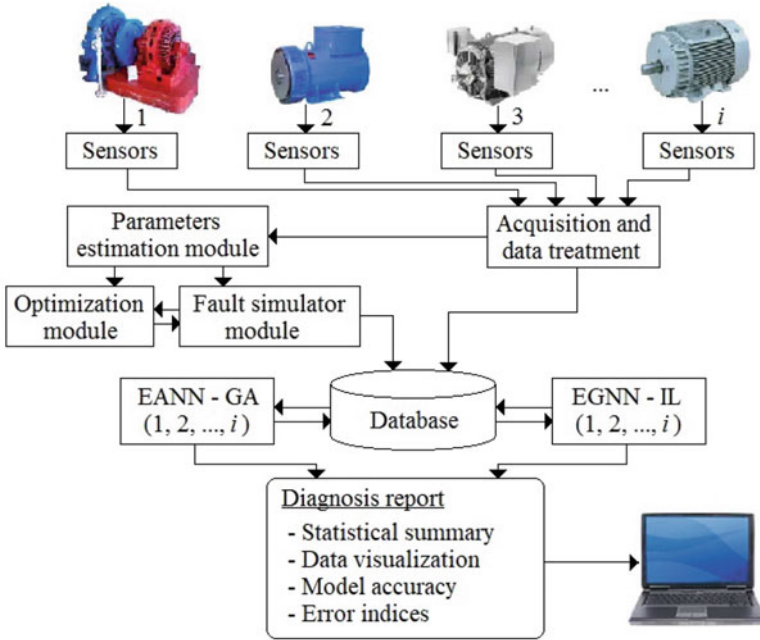 1
2
3
...
i
Sensors
Sensors
Sensors
Sensors
Parameters
estimation module
Acquisition and
data treatment
Optimization
module
Fault simulator
module
EANN - GA
(1, 2, ..., i )
Database
EGNN - IL
(1, 2, ..., i )
Diagnosis report
- Statistical summary
- Data visualization
- Model accuracy
- Error indices